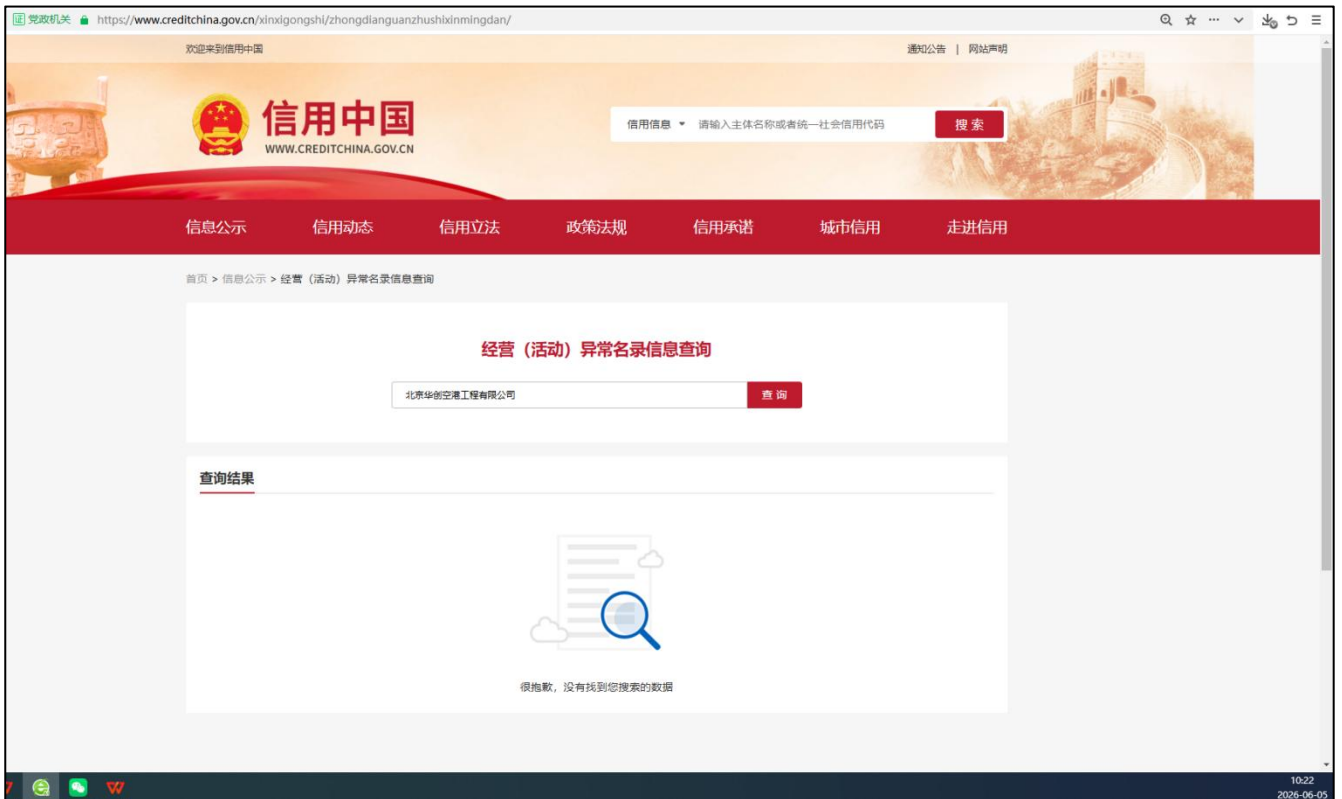 证 党政机关 https://www.creditchina.gov.cn/xinxigongshi/zhongdianguanzhushixinmingdan/
欢迎来到信用中国 通知公告 | 网站声明
信用中国
WWW.CREDITCHINA.GOV.CN
信用信息 请输入主体名称或者统一社会信用代码 搜索
信息公示 信用动态 信用立法 政策法规 信用承诺 城市信用 走进信用
首页 > 信息公示 > 经营（活动）异常名录信息查询
经营（活动）异常名录信息查询
北京华创空港工程有限公司 查询
查询结果
很抱歉，没有找到您搜索的数据
10:22
2026-06-05